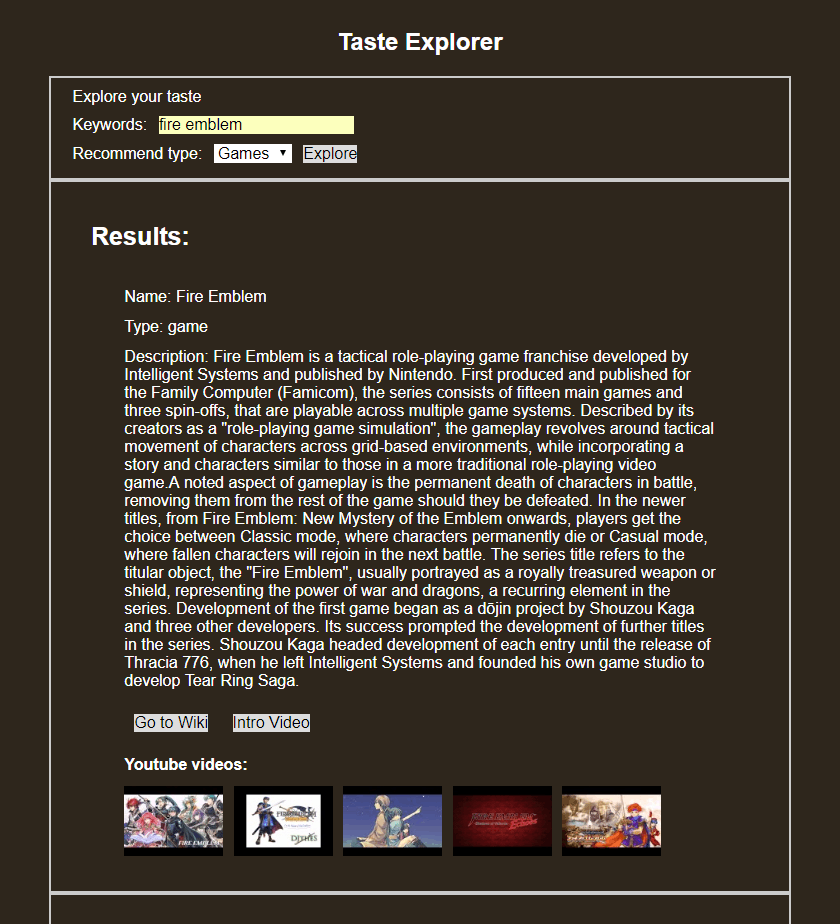 Taste Explorer
Explore your taste
Keywords: fire emblem
Recommend type: Games Explore
Results:
Name: Fire Emblem
Type: game
Description: Fire Emblem is a tactical role-playing game franchise developed by
Intelligent Systems and published by Nintendo. First produced and published for
the Family Computer (Famicom), the series consists of fifteen main games and
three spin-offs, that are playable across multiple game systems. Described by its
creators as a "role-playing game simulation", the gameplay revolves around tactical
movement of characters across grid-based environments, while incorporating a
story and characters similar to those in a more traditional role-playing video
game.A noted aspect of gameplay is the permanent death of characters in battle,
removing them from the rest of the game should they be defeated. In the newer
titles, from Fire Emblem: New Mystery of the Emblem onwards, players get the
choice between Classic mode, where characters permanently die or Casual mode,
where fallen characters will rejoin in the next battle. The series title refers to the
titular object, the "Fire Emblem", usually portrayed as a royally treasured weapon or
shield, representing the power of war and dragons, a recurring element in the
series. Development of the first game began as a dōjin project by Shouzou Kaga
and three other developers. Its success prompted the development of further titles
in the series. Shouzou Kaga headed development of each entry until the release of
Thracia 776, when he left Intelligent Systems and founded his own game studio to
develop Tear Ring Saga.
Go to Wiki Intro Video
Youtube videos:
FIRE EMBLEM